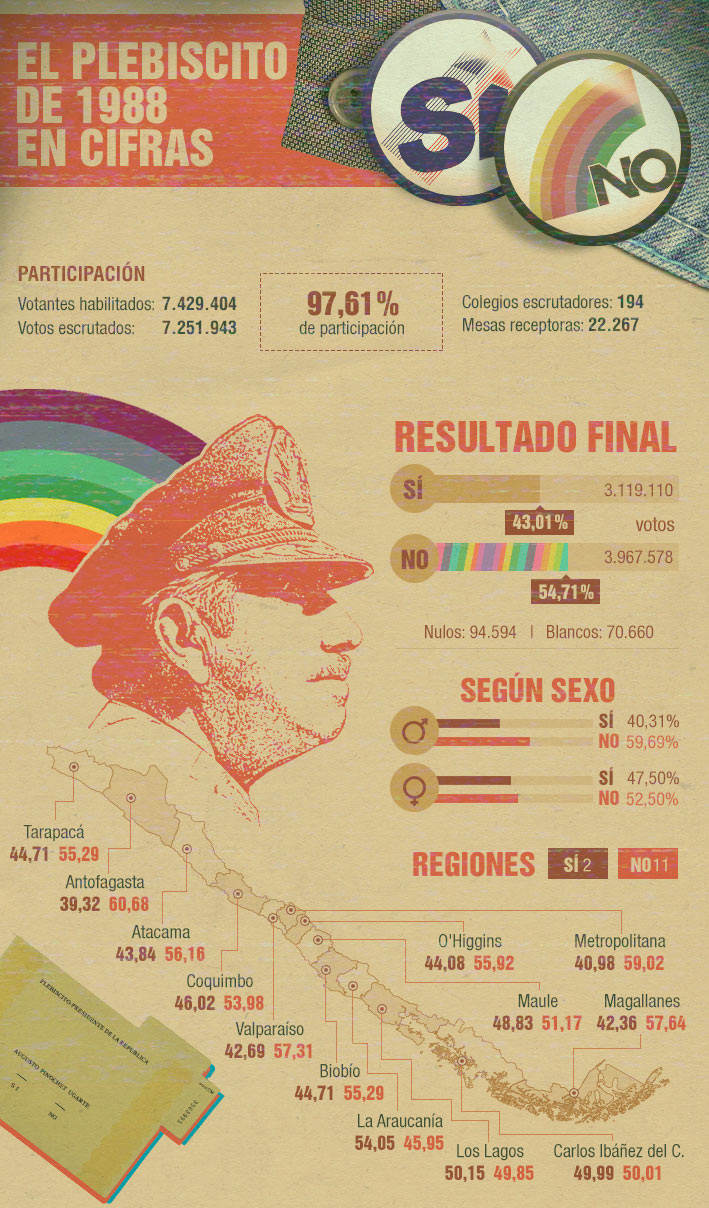 EL PLEBISCITO
DE 1988
EN CIFRAS
SÍ
NO
PARTICIPACIÓN
Votantes habilitados: 7.429.404
Votos escrutados: 7.251.943
97,61%
de participación
Colegios escrutadores: 194
Mesas receptoras: 22.267
RESULTADO FINAL
SÍ 3.119.110
43,01% votos
NO 3.967.578
54,71%
Nulos: 94.594 | Blancos: 70.660
SEGÚN SEXO
SÍ 40,31%
NO 59,69%
SÍ 47,50%
NO 52,50%
REGIONES SÍ 2 NO 11
Tarapacá
44,71 55,29
Antofagasta
39,32 60,68
Atacama
43,84 56,16
Coquimbo
46,02 53,98
Valparaíso
42,69 57,31
Biobío
44,71 55,29
La Araucanía
54,05 45,95
Los Lagos
50,15 49,85
Carlos Ibáñez del C.
49,99 50,01
O'Higgins
44,08 55,92
Metropolitana
40,98 59,02
Maule
48,83 51,17
Magallanes
42,36 57,64
PLEBISCITO-PRESIDENTE DE LA REPUBLICA
AUGUSTO PINOCHET UGARTE
SI
NO